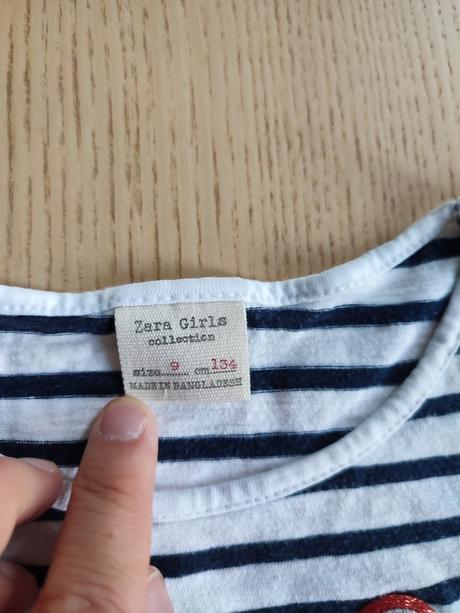 Zara Girls
collection
size......9.... cm.134...
MADE IN BANGLADESH